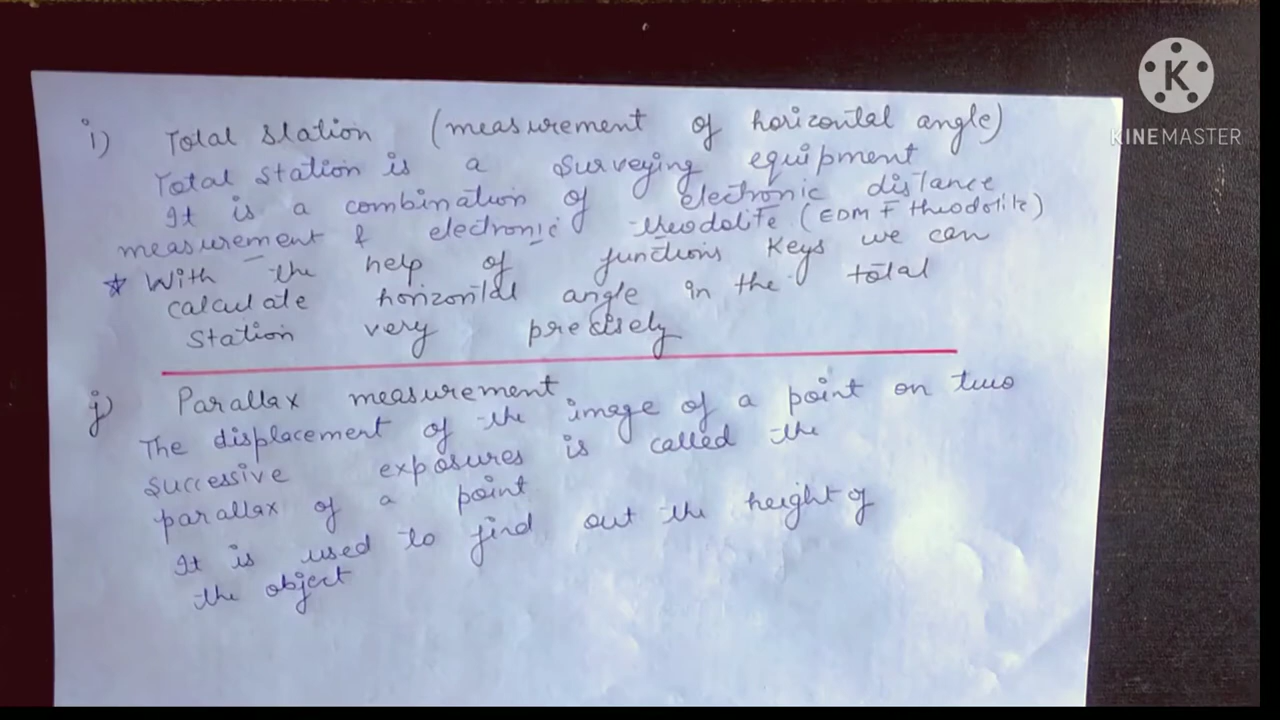 i) Total station (measurement of horizontal angle)
Total station is a surveying equipment
It is a combination of electronic distance
measurement & electronic theodolite (EDM + theodolite)
* With the help of functions Keys we can
calculate horizontal angle in the total
station very precisely
j) Parallax measurement
The displacement of the image of a point on two
successive exposures is called the
parallax of a point
It is used to find out the height of
the object
K
KINEMASTER